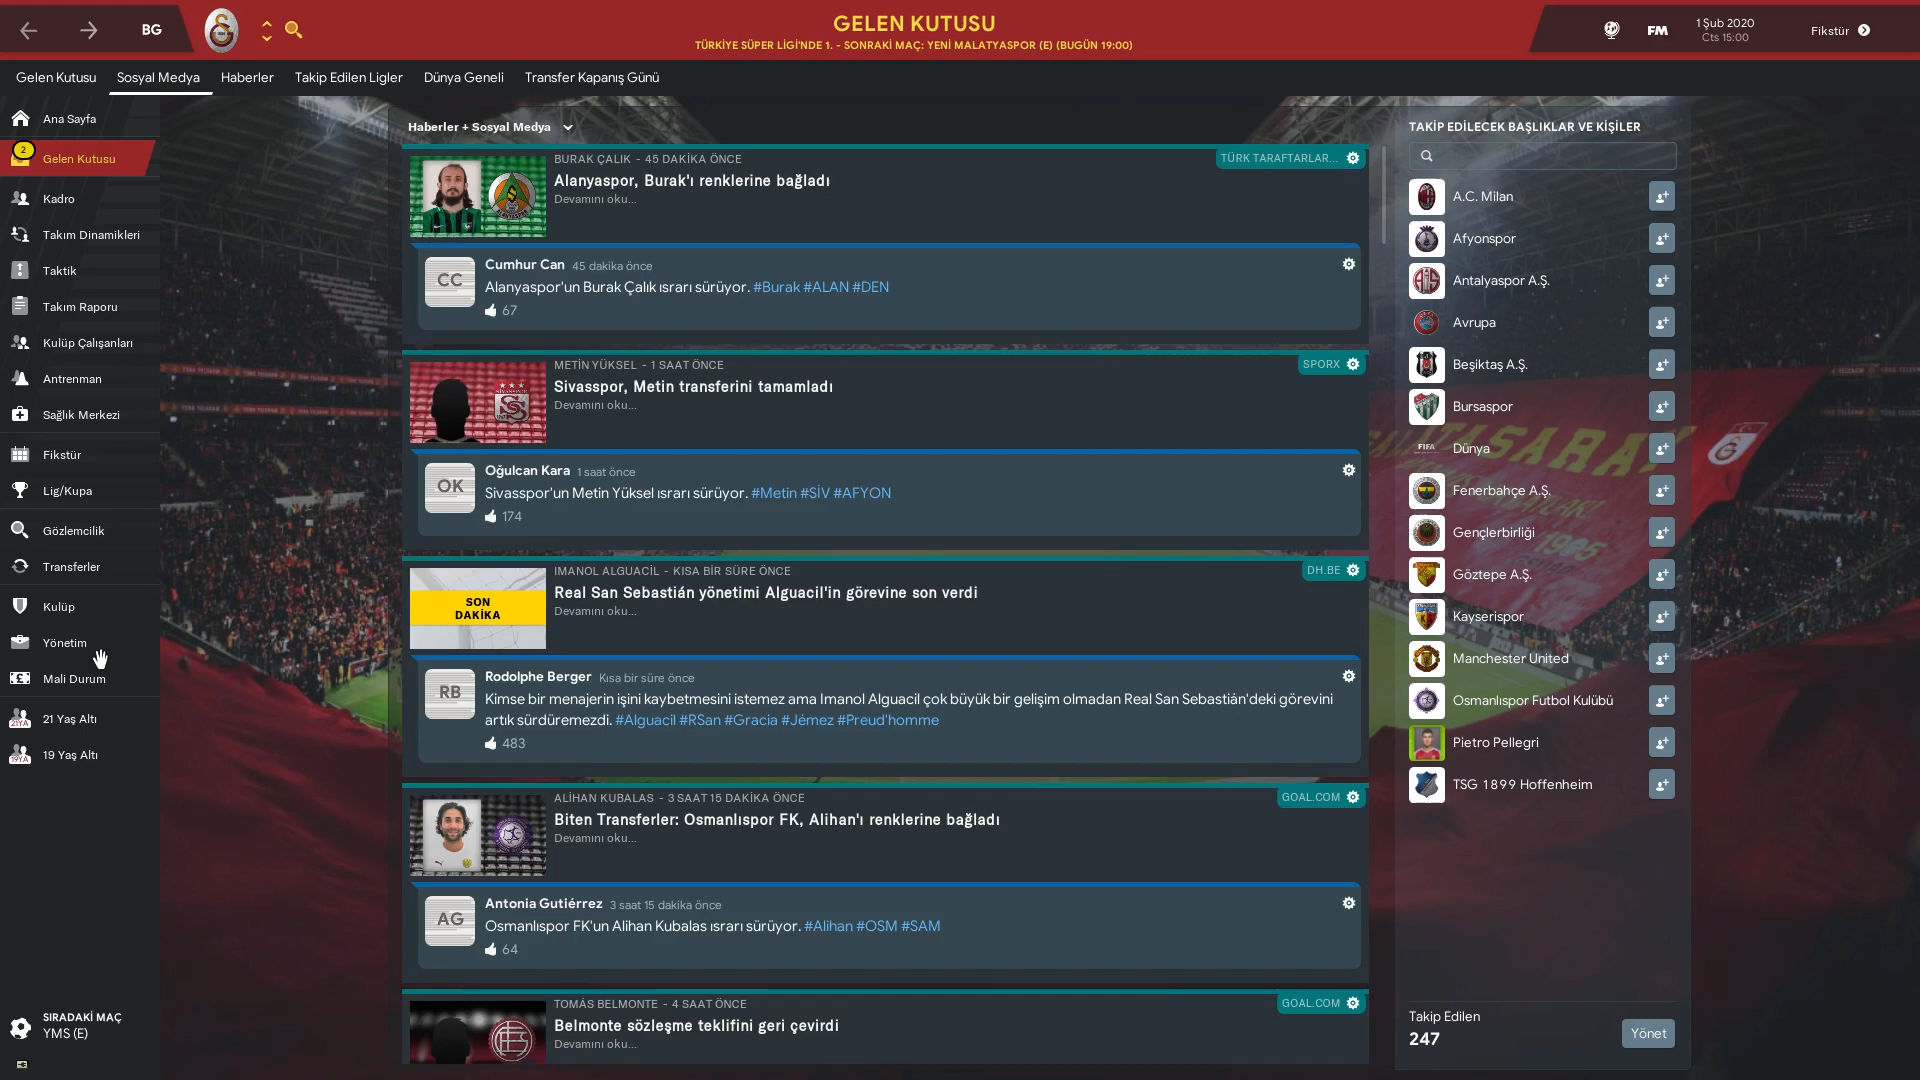 BG
GELEN KUTUSU
TÜRKİYE SÜPER LİGİ'NDE 1. - SONRAKİ MAÇ: YENİ MALATYASPOR (E) (BUGÜN 19:00)
FM
1 Şub 2020
Cts 15:00
Fikstür
Gelen Kutusu
Sosyal Medya
Haberler
Takip Edilen Ligler
Dünya Geneli
Transfer Kapanış Günü
Ana Sayfa
2
Gelen Kutusu
Kadro
Takım Dinamikleri
Taktik
Takım Raporu
Kulüp Çalışanları
Antrenman
Sağlık Merkezi
Fikstür
Lig/Kupa
Gözlemcilik
Transferler
Kulüp
Yönetim
Mali Durum
21YA
21 Yaş Altı
19YA
19 Yaş Altı
SIRADAKİ MAÇ
YMS (E)
Haberler + Sosyal Medya
BURAK ÇALIK - 45 DAKİKA ÖNCE
TÜRK TARAFTARLAR...
Alanyaspor, Burak'ı renklerine bağladı
Devamını oku...
CC
Cumhur Can 45 dakika önce
Alanyaspor'un Burak Çalık ısrarı sürüyor. #Burak #ALAN #DEN
67
METİN YÜKSEL - 1 SAAT ÖNCE
SPORX
Sivasspor, Metin transferini tamamladı
Devamını oku...
OK
Oğulcan Kara 1 saat önce
Sivasspor'un Metin Yüksel ısrarı sürüyor. #Metin #SİV #AFYON
174
IMANOL ALGUACİL - KISA BİR SÜRE ÖNCE
DH.BE
SON
DAKİKA
Real San Sebastián yönetimi Alguacil'in görevine son verdi
Devamını oku...
RB
Rodolphe Berger Kısa bir süre önce
Kimse bir menajerin işini kaybetmesini istemez ama Imanol Alguacil çok büyük bir gelişim olmadan Real San Sebastián'deki görevini
artık sürdüremezdi. #Alguacil #RSan #Gracia #Jémez #Preud'homme
483
ALİHAN KUBALAS - 3 SAAT 15 DAKİKA ÖNCE
GOAL.COM
Biten Transferler: Osmanlıspor FK, Alihan'ı renklerine bağladı
Devamını oku...
AG
Antonia Gutiérrez 3 saat 15 dakika önce
Osmanlıspor FK'un Alihan Kubalas ısrarı sürüyor. #Alihan #OSM #SAM
64
TOMÁS BELMONTE - 4 SAAT ÖNCE
GOAL.COM
Belmonte sözleşme teklifini geri çevirdi
Devamını oku...
TAKİP EDİLECEK BAŞLIKLAR VE KİŞİLER
A.C. Milan
Afyonspor
Antalyaspor A.Ş.
Avrupa
Beşiktaş A.Ş.
Bursaspor
FIFA
Dünya
Fenerbahçe A.Ş.
Gençlerbirliği
Göztepe A.Ş.
Kayserispor
Manchester United
Osmanlıspor Futbol Kulübü
Pietro Pellegri
TSG 1899 Hoffenheim
Takip Edilen
247
Yönet